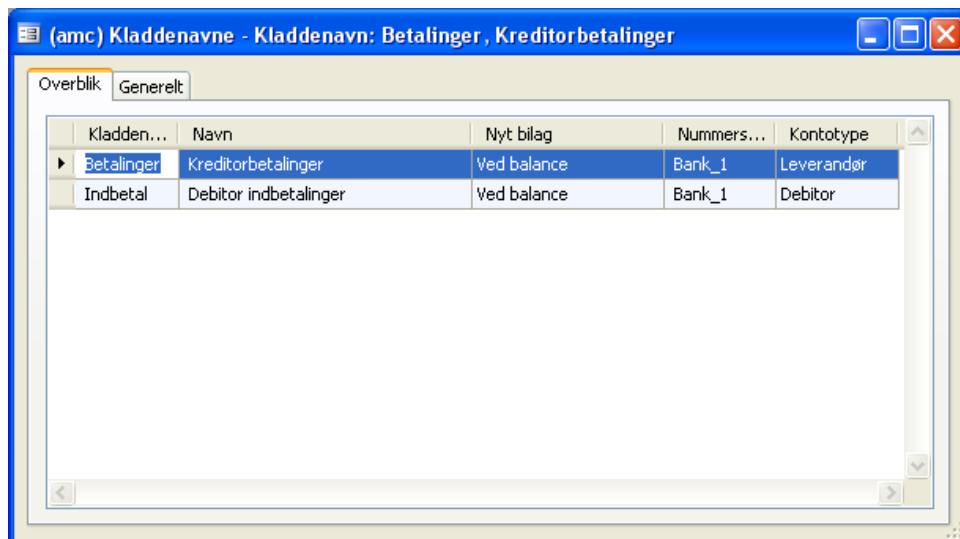 (amc) Kladdenavne - Kladdenavn: Betalinger, Kreditorbetalinger
Overblik Generelt
Kladden... Navn Nyt bilag Nummers... Kontotype
Betalinger Kreditorbetalinger Ved balance Bank_1 Leverandør
Indbetal Debitor indbetalinger Ved balance Bank_1 Debitor